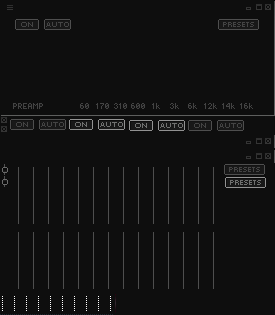 ON AUTO PRESETS
PREAMP 60 170 310 600 1k 3k 6k 12k 14k 16k
ON AUTO ON AUTO ON AUTO ON AUTO
PRESETS
PRESETS